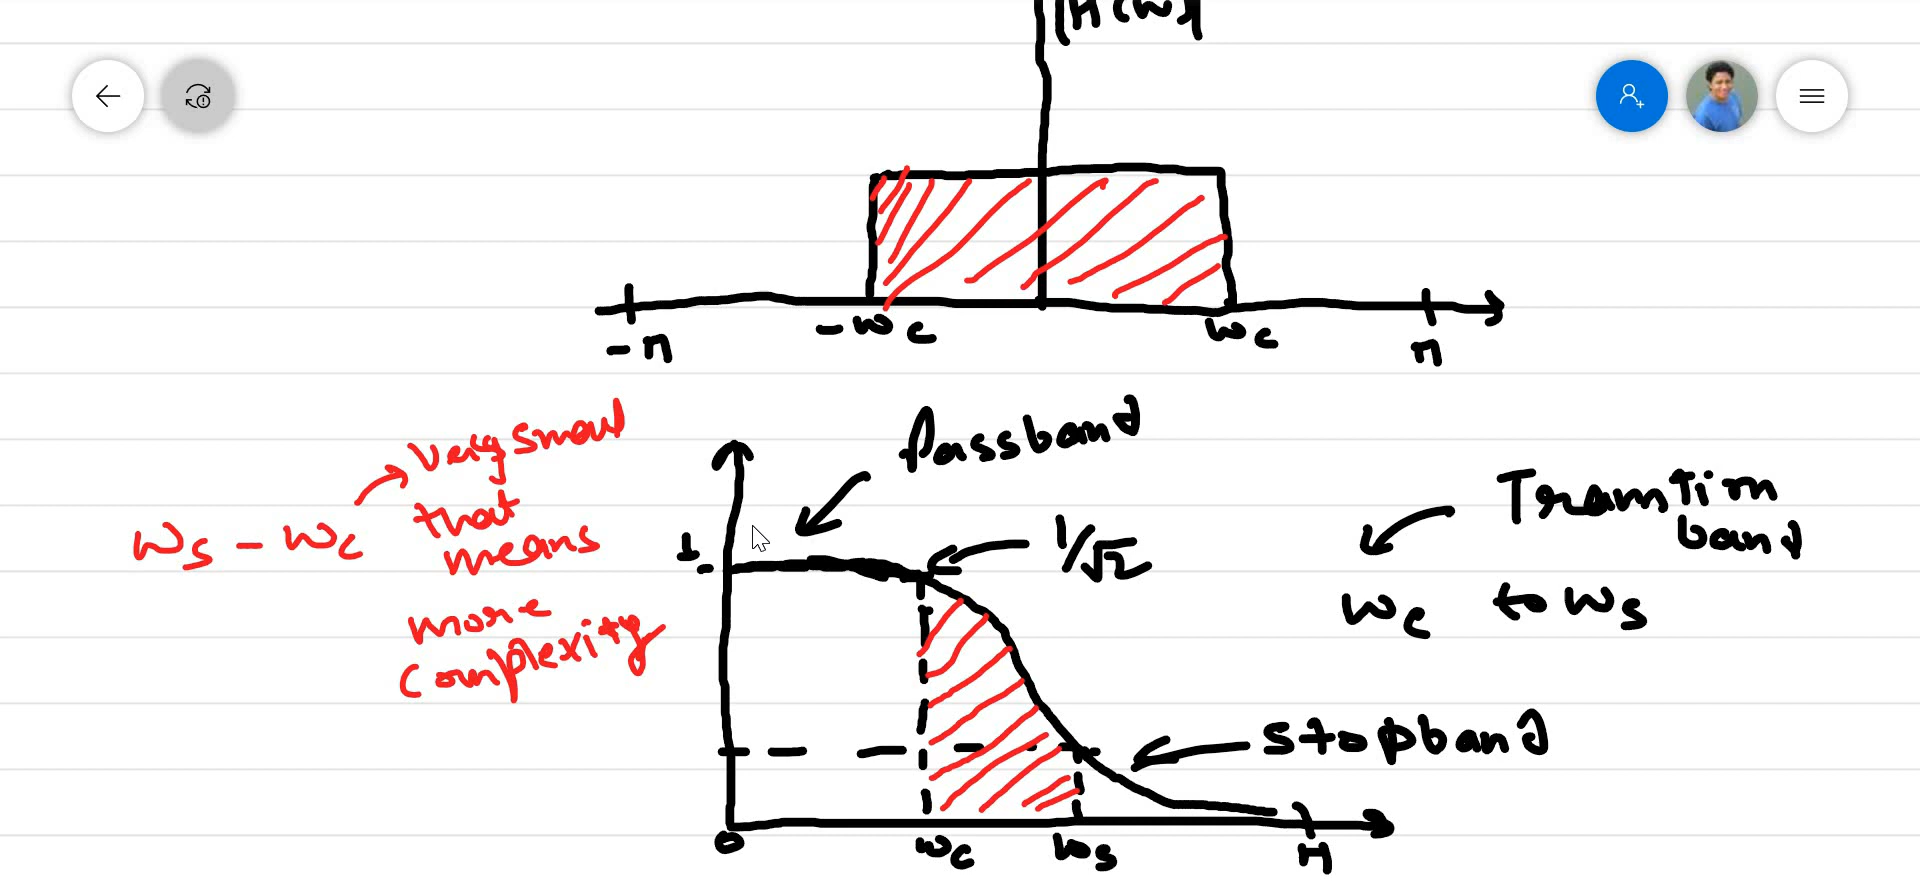 |H(w)|
-π
-wc
wc
π
Passband
very small
that
means
more
complexity
ws - wc
1
1/√2
Transtion
band
wc to ws
stopband
0
wc
ws
π